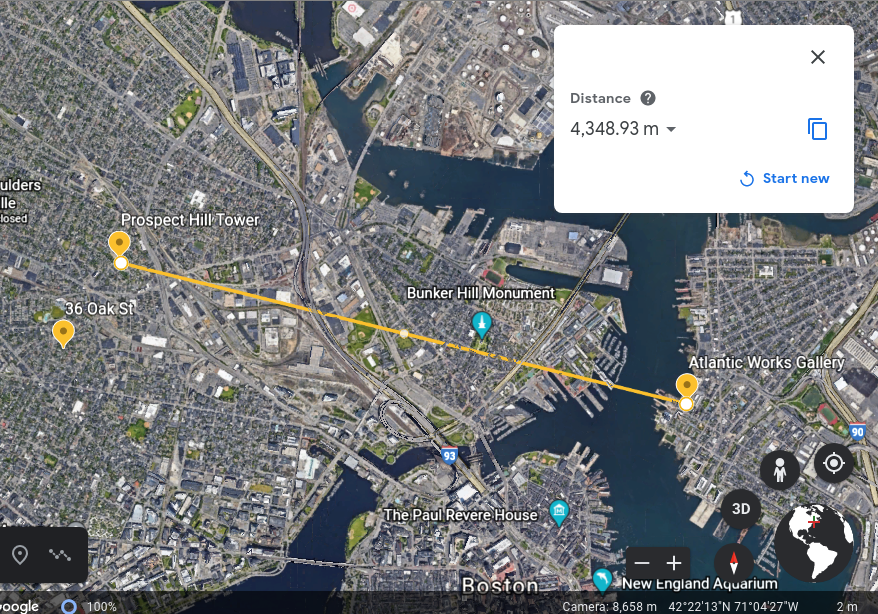 1
Distance
4,348.93 m
Start new
ulders
lle
closed
Prospect Hill Tower
36 Oak St
Bunker Hill Monument
Atlantic Works Gallery
90
93
3D
The Paul Revere House
Boston
New England Aquarium
oogle
100%
Camera: 8,658 m
42°22'13"N 71°04'27"W
2 m